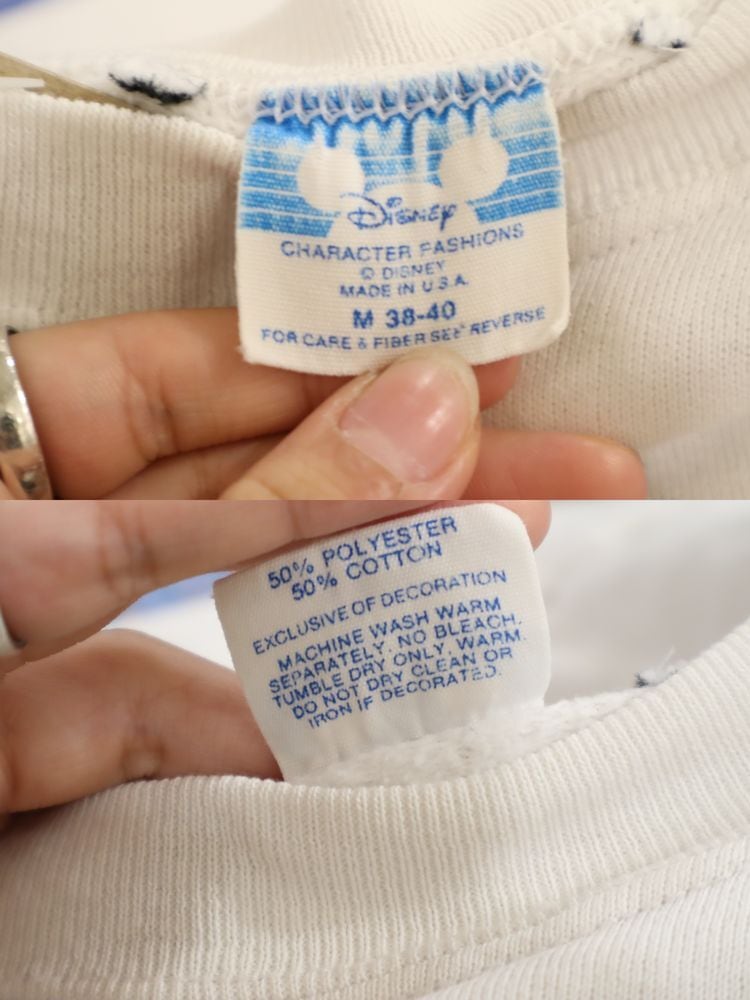 Disney
CHARACTER FASHIONS
© DISNEY
MADE IN U.S.A.
M 38-40
FOR CARE & FIBER SEE REVERSE
50% POLYESTER
50% COTTON
EXCLUSIVE OF DECORATION
MACHINE WASH WARM
SEPARATELY. NO BLEACH.
TUMBLE DRY ONLY, WARM.
DO NOT DRY CLEAN OR
IRON IF DECORATED.